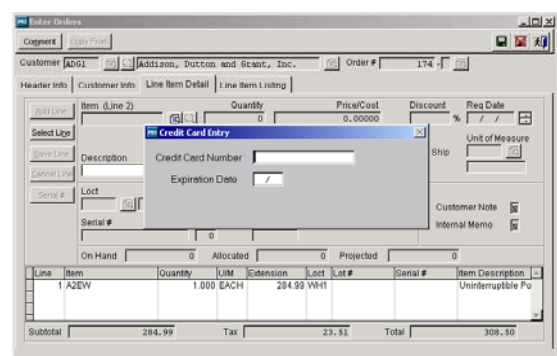 Enter Orders
Comment Copy From
Customer ADG1 Addison, Dutton and Grant, Inc. Order # 174 -
Header Info Customer Info Line Item Detail Line Item Listing
Add Line Item (Line 2) Quantity Price/Cost Discount Req Date
0 0.00000 % / /
Select Line Credit Card Entry Unit of Measure
Save Line Description Credit Card Number Ship
Cancel Line Expiration Date /
Serial # Loct Customer Note N
Serial # Internal Memo N
0
On Hand 0 Allocated 0 Projected 0
Line Item Quantity U/M Extension Loct Lot # Serial # Item Description
1 A2EW 1.000 EACH 284.99 WH1 Uninterruptible Po
Subtotal 284.99 Tax 23.51 Total 308.50